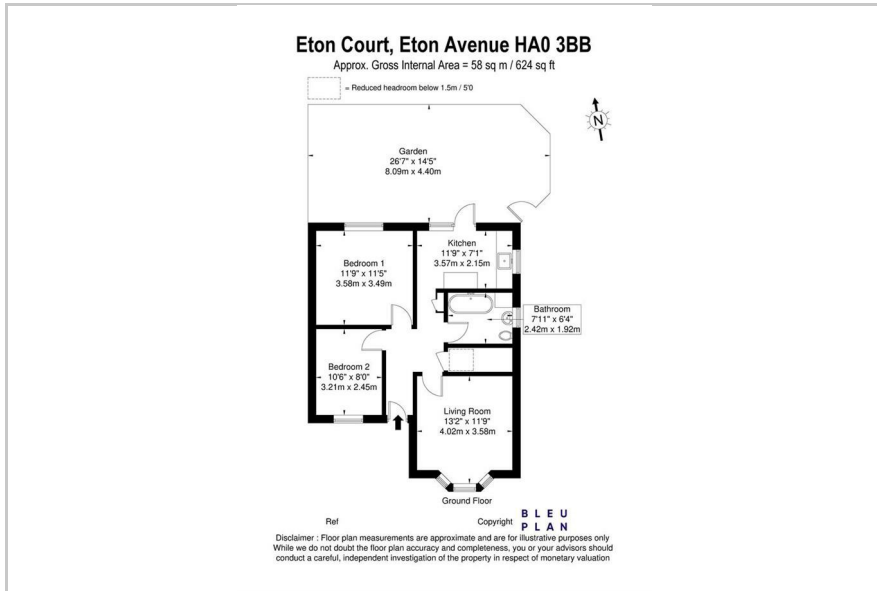 Eton Court, Eton Avenue HA0 3BB
Approx. Gross Internal Area = 58 sq m / 624 sq ft
= Reduced headroom below 1.5m / 5'0
N
Garden
26'7" x 14'5"
8.09m x 4.40m
Kitchen
11'9" x 7'1"
3.57m x 2.15m
Bedroom 1
11'9" x 11'5"
3.58m x 3.49m
Bathroom
7'11" x 6'4"
2.42m x 1.92m
Bedroom 2
10'6" x 8'0"
3.21m x 2.45m
Living Room
13'2" x 11'9"
4.02m x 3.58m
Ground Floor
Ref
Copyright
BLEU
PLAN
Disclaimer : Floor plan measurements are approximate and are for illustrative purposes only
While we do not doubt the floor plan accuracy and completeness, you or your advisors should
conduct a careful, independent investigation of the property in respect of monetary valuation